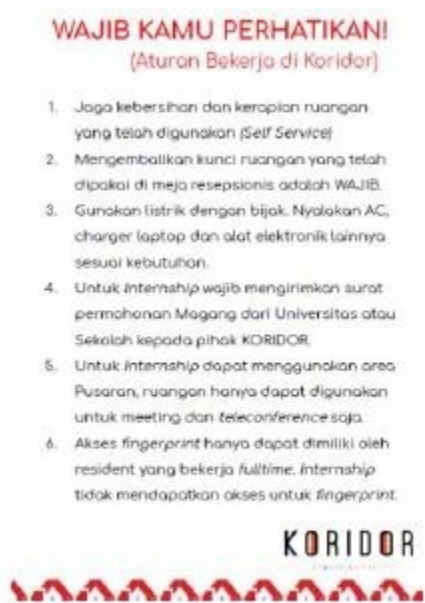 WAJIB KAMU PERHATIKAN!
(Aturan Bekerja di Koridor)
1. Jaga kebersihan dan kerapian ruangan
yang telah digunakan (Self Service)
2. Mengembalikan kunci ruangan yang telah
dipakai di meja resepsionis adalah WAJIB.
3. Gunakan listrik dengan bijak. Nyalakan AC,
charger laptop dan alat elektronik lainnya
sesuai kebutuhan.
4. Untuk Internship wajib mengirimkan surat
permohonan Magang dari Universitas atau
Sekolah kepada pihak KORIDOR.
5. Untuk Internship dapat menggunakan area
Pusaran, ruangan hanya dapat digunakan
untuk meeting dan teleconference saja.
6. Akses fingerprint hanya dapat dimiliki oleh
resident yang bekerja fulltime. Internship
tidak mendapatkan akses untuk fingerprint.
KORIDOR